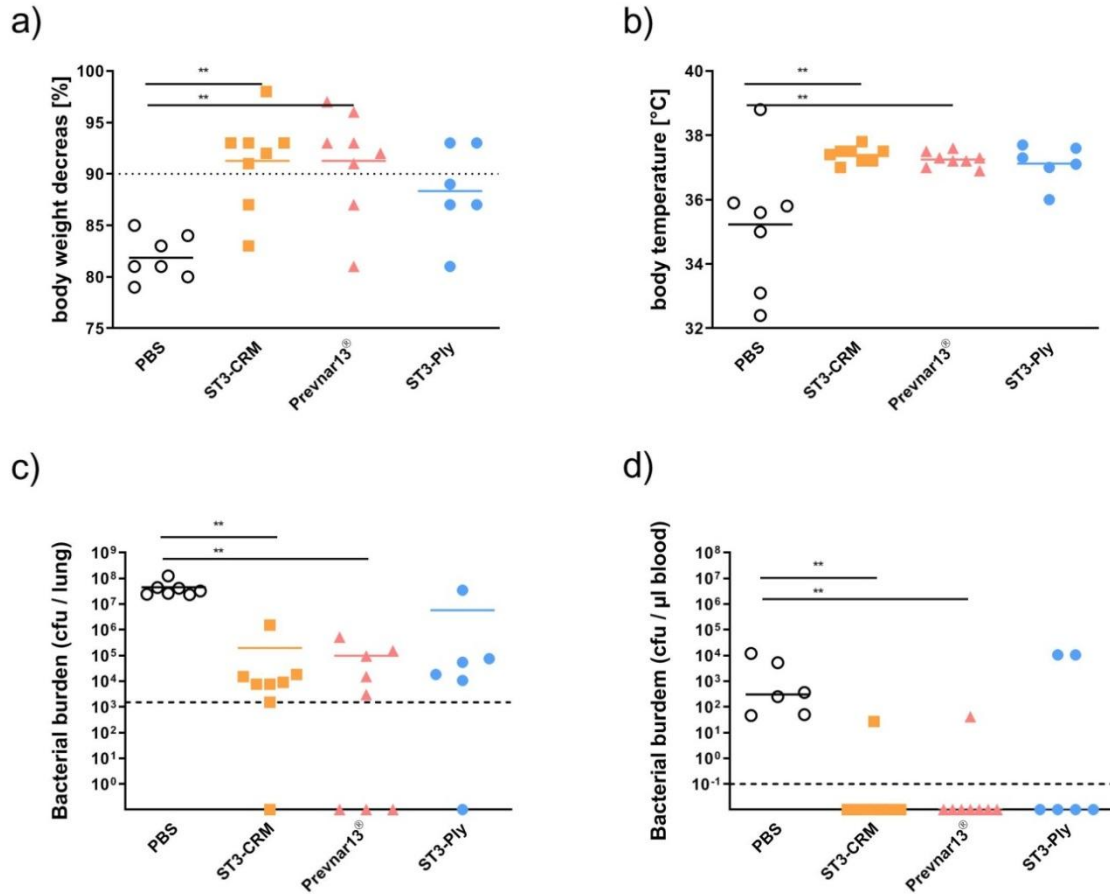 a)
body weight decreas [%]
100
95
90
85
80
75
**
**
PBS
ST3-CRM
Prevnar13®
ST3-Ply
b)
body temperature [°C]
40
38
36
34
32
**
**
PBS
ST3-CRM
Prevnar13®
ST3-Ply
c)
Bacterial burden (cfu / lung)
10⁹
10⁸
10⁷
10⁶
10⁵
10⁴
10³
10²
10¹
10⁰
**
**
PBS
ST3-CRM
Prevnar13®
ST3-Ply
d)
Bacterial burdem (cfu / µl blood)
10⁸
10⁷
10⁶
10⁵
10⁴
10³
10²
10¹
10⁰
10⁻¹
**
**
PBS
ST3-CRM
Prevnar13®
ST3-Ply